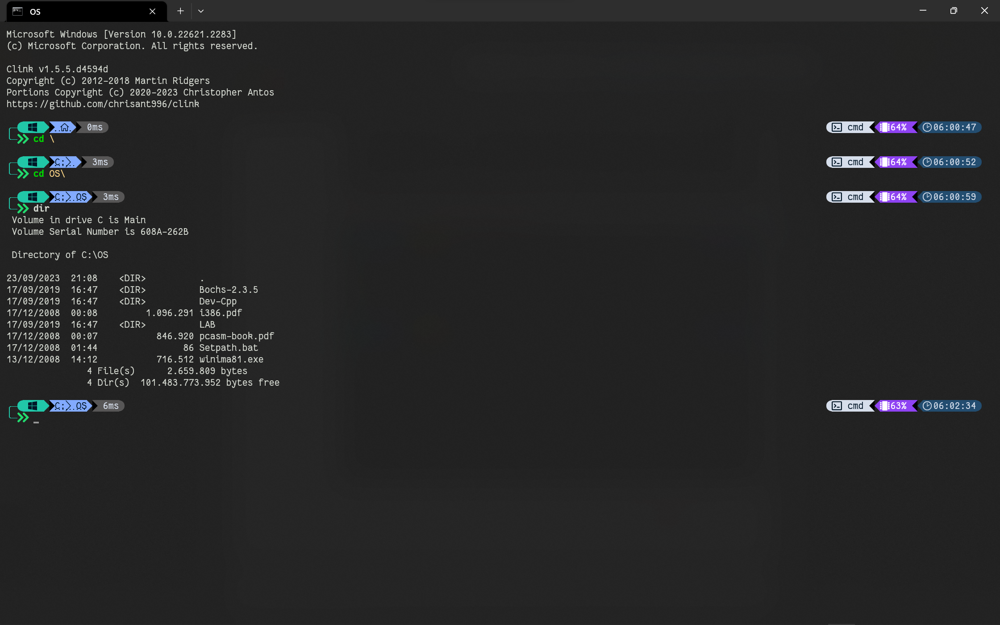 OS
Microsoft Windows [Version 10.0.22621.2283]
(c) Microsoft Corporation. All rights reserved.
Clink v1.5.5.d4594d
Copyright (c) 2012-2018 Martin Ridgers
Portions Copyright (c) 2020-2023 Christopher Antos
https://github.com/chrisant996/clink
0ms cmd 64% 06:00:47
cd \
C: 3ms cmd 64% 06:00:52
cd OS\
C: OS 3ms cmd 64% 06:00:59
dir
Volume in drive C is Main
Volume Serial Number is 608A-262B
Directory of C:\OS
23/09/2023  21:08    <DIR>          .
17/09/2019  16:47    <DIR>          Bochs-2.3.5
17/09/2019  16:47    <DIR>          Dev-Cpp
17/12/2008  00:08         1.096.291 i386.pdf
17/09/2019  16:47    <DIR>          LAB
17/12/2008  00:07           846.920 pcasm-book.pdf
17/12/2008  01:44                86 Setpath.bat
13/12/2008  14:12           716.512 winima81.exe
4 File(s)      2.659.809 bytes
4 Dir(s)  101.483.773.952 bytes free
C: OS 6ms cmd 63% 06:02:34